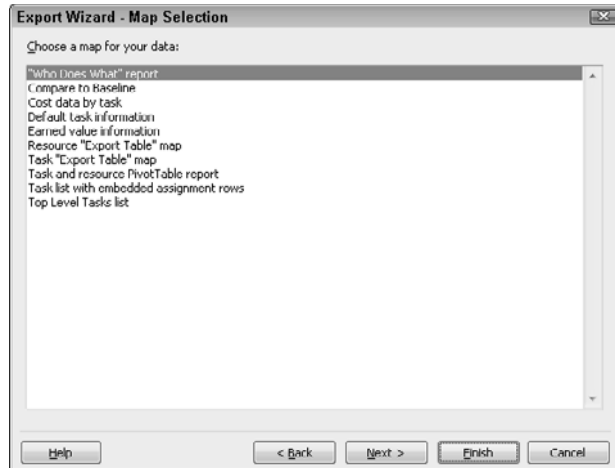 Export Wizard - Map Selection
Choose a map for your data:
"Who Does What" report
Compare to Baseline
Cost data by task
Default task information
Earned value information
Resource "Export Table" map
Task "Export Table" map
Task and resource PivotTable report
Task list with embedded assignment rows
Top Level Tasks list
Help
< Back
Next >
Finish
Cancel